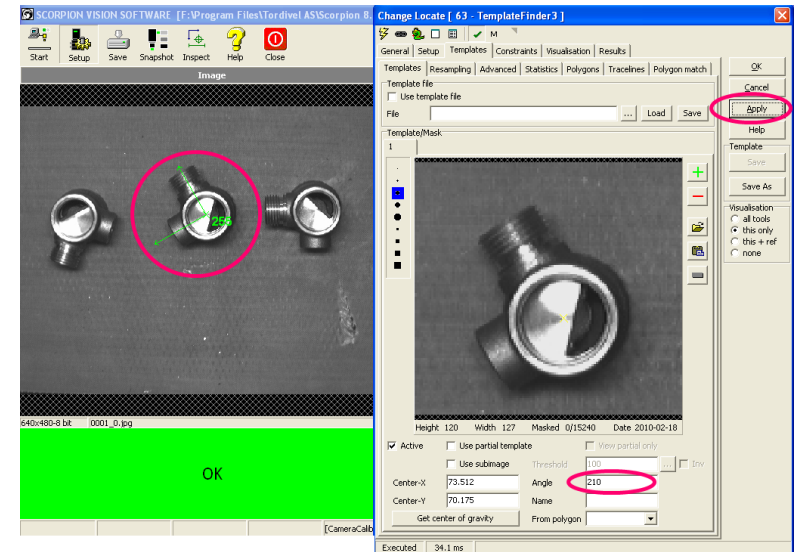 SCORPION VISION SOFTWARE [F:\Program Files\Tordivel AS\Scorpion 8.
Start Setup Save Snapshot Inspect Help Close
Image
255
640x480-8 bit 0001_0.jpg
OK
[CameraCalib
Change Locate [ 63 - TemplateFinder3 ]
M
General Setup Templates Constraints Visualisation Results
Templates Resampling Advanced Statistics Polygons Tracelines Polygon match
Template file
Use template file
File ... Load Save
Template/Mask
1
Height 120 Width 127 Masked 0/15240 Date 2010-02-18
Active Use partial template View partial only
Use subimage Threshold 100 ... Inv
Center-X 73.512 Angle 210
Center-Y 70.175 Name
Get center of gravity From polygon
Executed 34.1 ms
OK
Cancel
Apply
Help
Template
Save
Save As
Visualisation
all tools
this only
this + ref
none